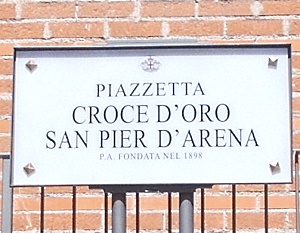 PIAZZETTA
CROCE D'ORO
SAN PIER D'ARENA
P.A. FONDATA NEL 1898